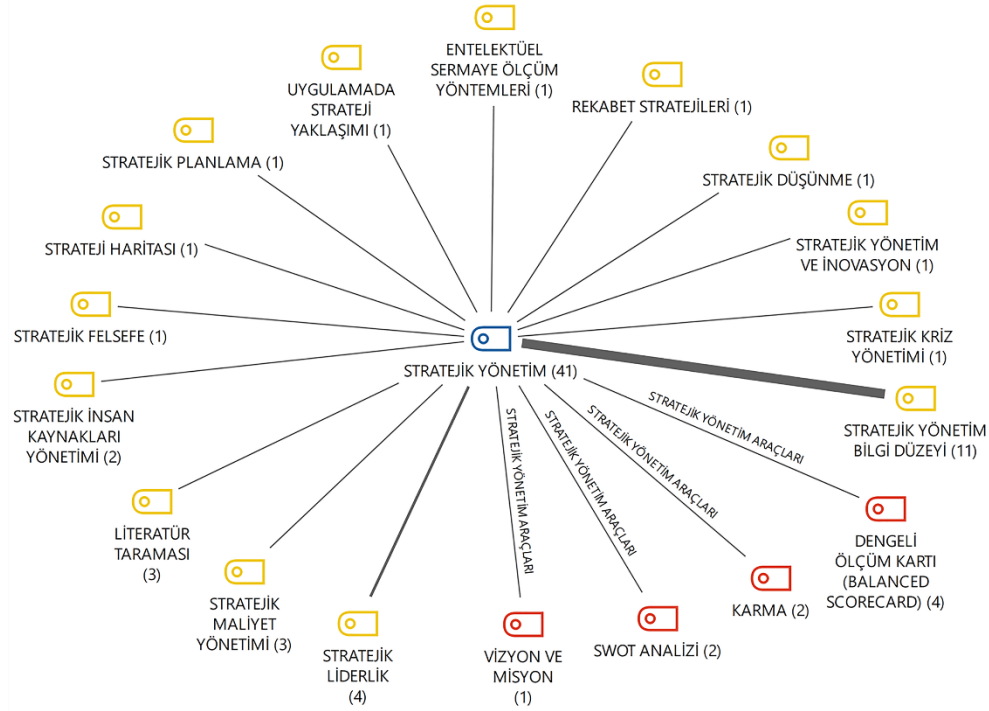 ENTELEKTÜEL
SERMAYE ÖLÇÜM
YÖNTEMLERİ (1)
UYGULAMADA
STRATEJİ
YAKLAŞIMI (1)
REKABET STRATEJİLERİ (1)
STRATEJİK PLANLAMA (1)
STRATEJİK DÜŞÜNME (1)
STRATEJİ HARİTASI (1)
STRATEJİK YÖNETİM
VE İNOVASYON (1)
STRATEJİK FELSEFE (1)
STRATEJİK KRİZ
YÖNETİMİ (1)
STRATEJİK YÖNETİM (41)
STRATEJİK İNSAN
KAYNAKLARI
YÖNETİMİ (2)
STRATEJİK YÖNETİM
BİLGİ DÜZEYİ (11)
STRATEJİK YÖNETİM ARAÇLARI
STRATEJİK YÖNETİM ARAÇLARI
STRATEJİK YÖNETİM ARAÇLARI
STRATEJİK YÖNETİM ARAÇLARI
LİTERATÜR
TARAMASI
(3)
DENGELİ
ÖLÇÜM KARTI
(BALANCED
SCORECARD) (4)
STRATEJİK
MALİYET
YÖNETİMİ (3)
KARMA (2)
STRATEJİK
LİDERLİK
(4)
VİZYON VE
MİSYON
(1)
SWOT ANALİZİ (2)